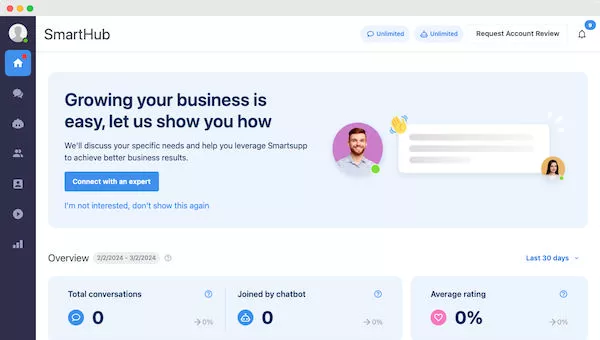 SmartHub
Unlimited
Unlimited
Request Account Review
9
Growing your business is
easy, let us show you how
We'll discuss your specific needs and help you leverage Smartsupp
to achieve better business results.
Connect with an expert
I'm not interested, don't show this again
Overview 2/2/2024 - 3/2/2024 ?
Last 30 days
Total conversations ?
0
→0%
Joined by chatbot ?
0
→0%
Average rating ?
0%
→0%